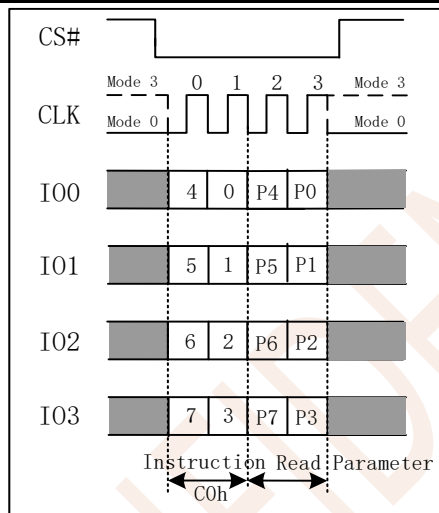 CS#
Mode 3 0 1 2 3 Mode 3
CLK
Mode 0 Mode 0
IO0 4 0 P4 P0
IO1 5 1 P5 P1
IO2 6 2 P6 P2
IO3 7 3 P7 P3
Instruction Read Parameter
C0h